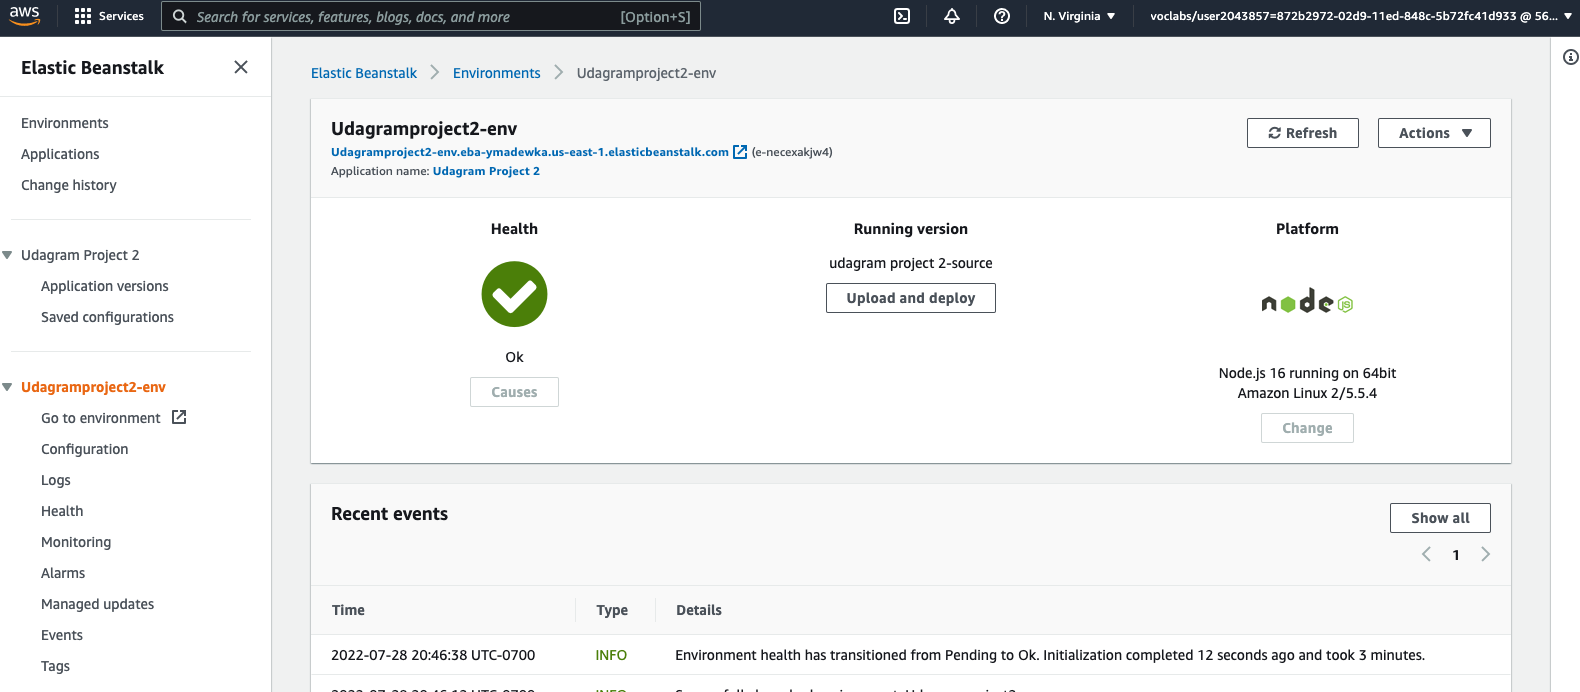 aws
Services
Search for services, features, blogs, docs, and more [Option+S]
N. Virginia
voclabs/user2043857=872b2972-02d9-11ed-848c-5b72fc41d933 @ 56...
Elastic Beanstalk
Environments
Applications
Change history
Udagram Project 2
Application versions
Saved configurations
Udagramproject2-env
Go to environment
Configuration
Logs
Health
Monitoring
Alarms
Managed updates
Events
Tags
Elastic Beanstalk > Environments > Udagramproject2-env
Udagramproject2-env
Udagramproject2-env.eba-ymadewka.us-east-1.elasticbeanstalk.com (e-necexakjw4)
Application name: Udagram Project 2
Refresh
Actions
Health
Ok
Causes
Running version
udagram project 2-source
Upload and deploy
Platform
node JS
Node.js 16 running on 64bit
Amazon Linux 2/5.5.4
Change
Recent events
Show all
1
Time Type Details
2022-07-28 20:46:38 UTC-0700 INFO Environment health has transitioned from Pending to Ok. Initialization completed 12 seconds ago and took 3 minutes.